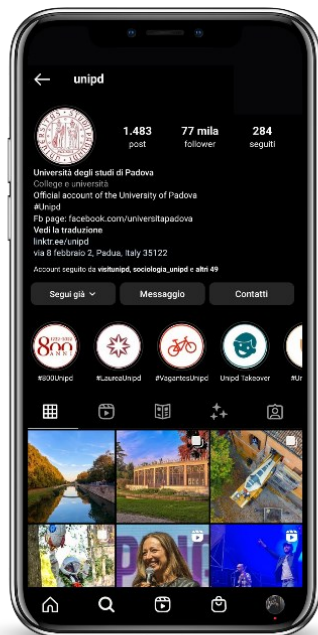 unipd
1.483 77 mila 284
post follower seguiti
Università degli studi di Padova
College e università
Official account of the University of Padova
#Unipd
Fb page: facebook.com/universitapadova
Vedi la traduzione
linktr.ee/unipd
via 8 febbraio 2, Padua, Italy 35122
Account seguito da visitunipd, sociologia_unipd e altri 49
Segui già Messaggio Contatti
800
ANNI
#800Unipd #LaureaUnipd #VagantesUnipd Unipd Takeover #Ur